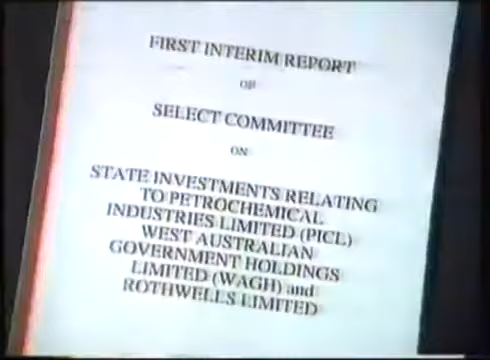 FIRST INTERIM REPORT
OF
SELECT COMMITTEE
ON
STATE INVESTMENTS RELATING
TO PETROCHEMICAL
INDUSTRIES LIMITED (PICL)
WEST AUSTRALIAN
GOVERNMENT HOLDINGS
LIMITED (WAGH) and
ROTHWELLS LIMITED